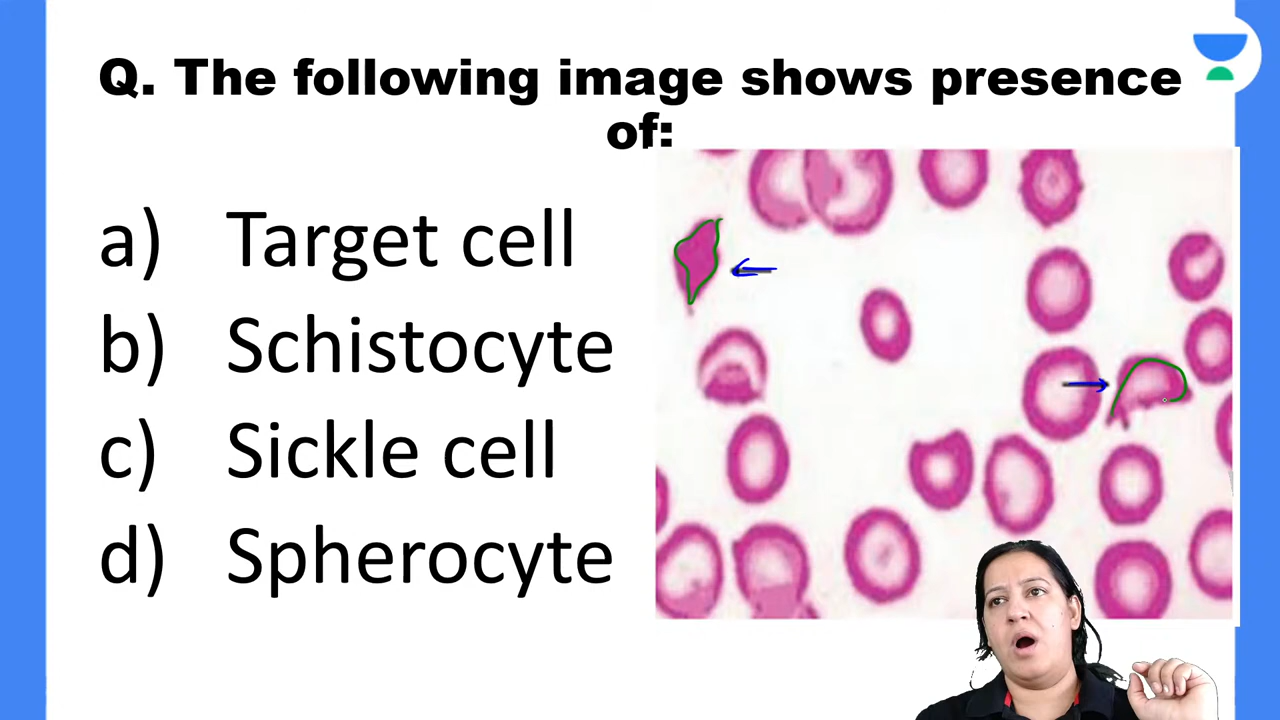 Q. The following image shows presence
of:
a) Target cell
b) Schistocyte
c) Sickle cell
d) Spherocyte